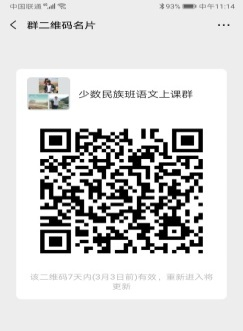 中国联通 93% 中午11:14
群二维码名片
少数民族班语文上课群
该二维码7天内(3月3日前)有效，重新进入将
更新